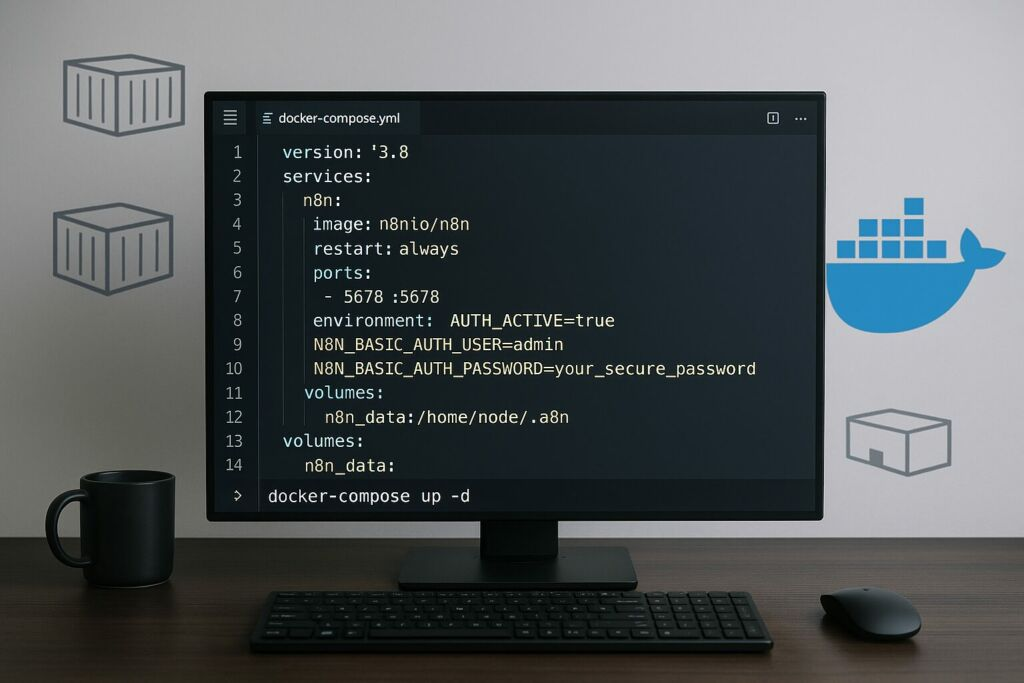 docker-compose.yml
1 version: '3.8
2 services:
3 n8n:
4 image: n8nio/n8n
5 restart: always
6 ports:
7 - 5678 :5678
8 environment: AUTH_ACTIVE=true
9 N8N_BASIC_AUTH_USER=admin
10 N8N_BASIC_AUTH_PASSWORD=your_secure_password
11 volumes:
12 n8n_data:/home/node/.a8n
13 volumes:
14 n8n_data:
docker-compose up -d